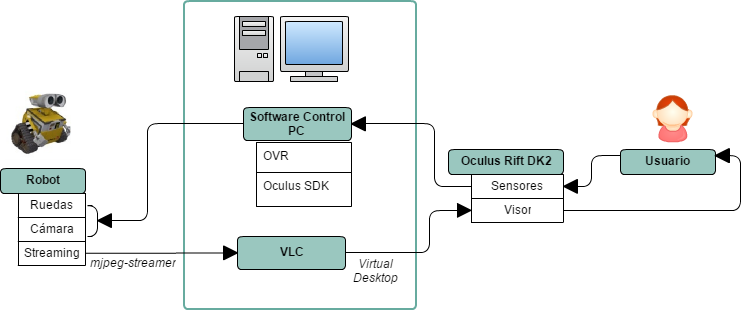 Software Control
PC
OVR
Oculus SDK
Oculus Rift DK2
Sensores
Visor
Usuario
Robot
Ruedas
Cámara
Streaming
mjpeg-streamer
VLC
Virtual
Desktop